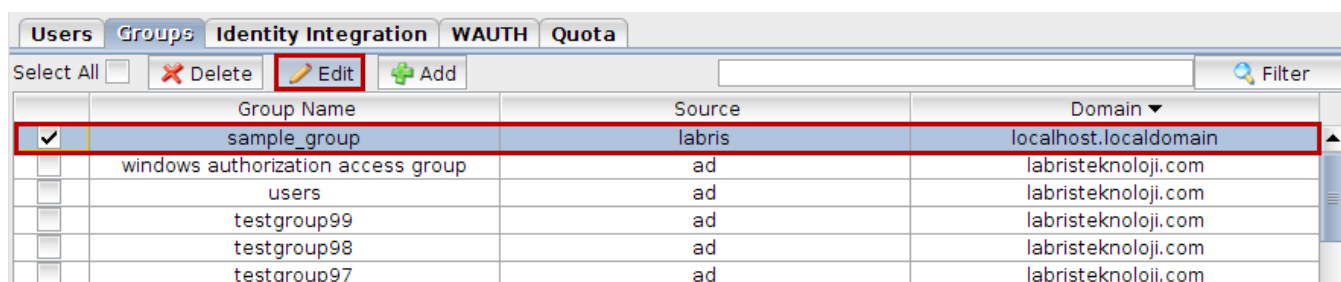 Users Groups Identity Integration WAUTH Quota
Select All Delete Edit Add Filter
Group Name Source Domain
sample_group labris localhost.localdomain
windows authorization access group ad labristeknoloji.com
users ad labristeknoloji.com
testgroup99 ad labristeknoloji.com
testgroup98 ad labristeknoloji.com
testgroup97 ad labristeknoloji.com